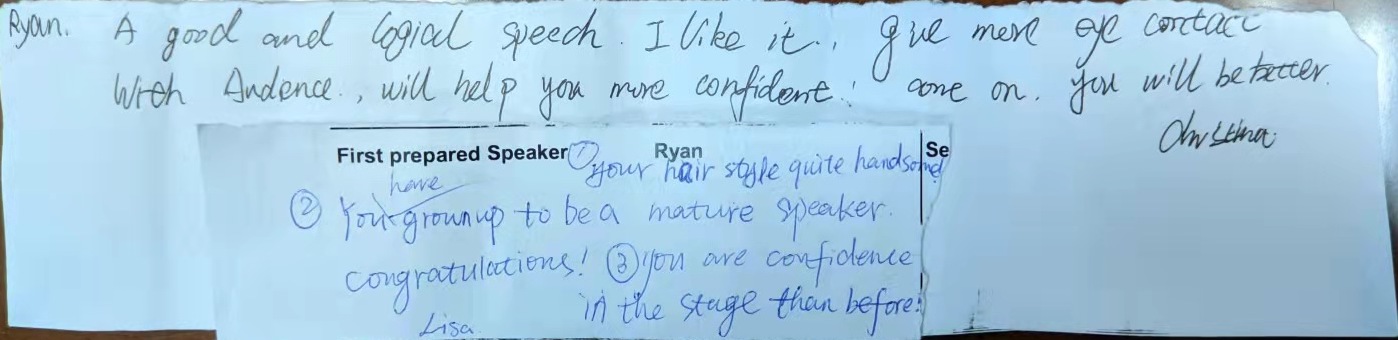 Ryan. A good and logial speech. I like it., give more eye contact
With Audence., will help you more confident. come on. you will be better.
Christina
First prepared Speaker Ryan Se
① your hair style quite handsome
have
② You grown up to be a mature speaker.
congratulations! ③ you are confidence
in the stage than before!
Lisa.